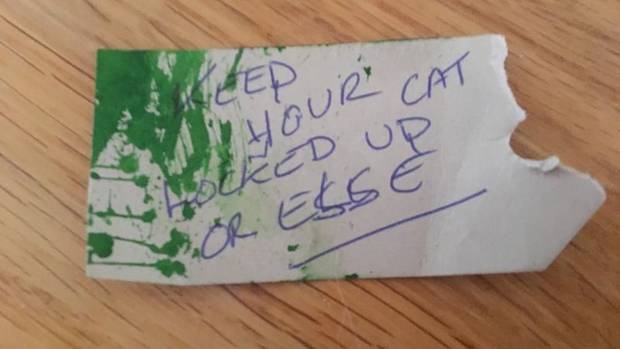 KEEP
YOUR CAT
LOCKED UP
OR ELSE